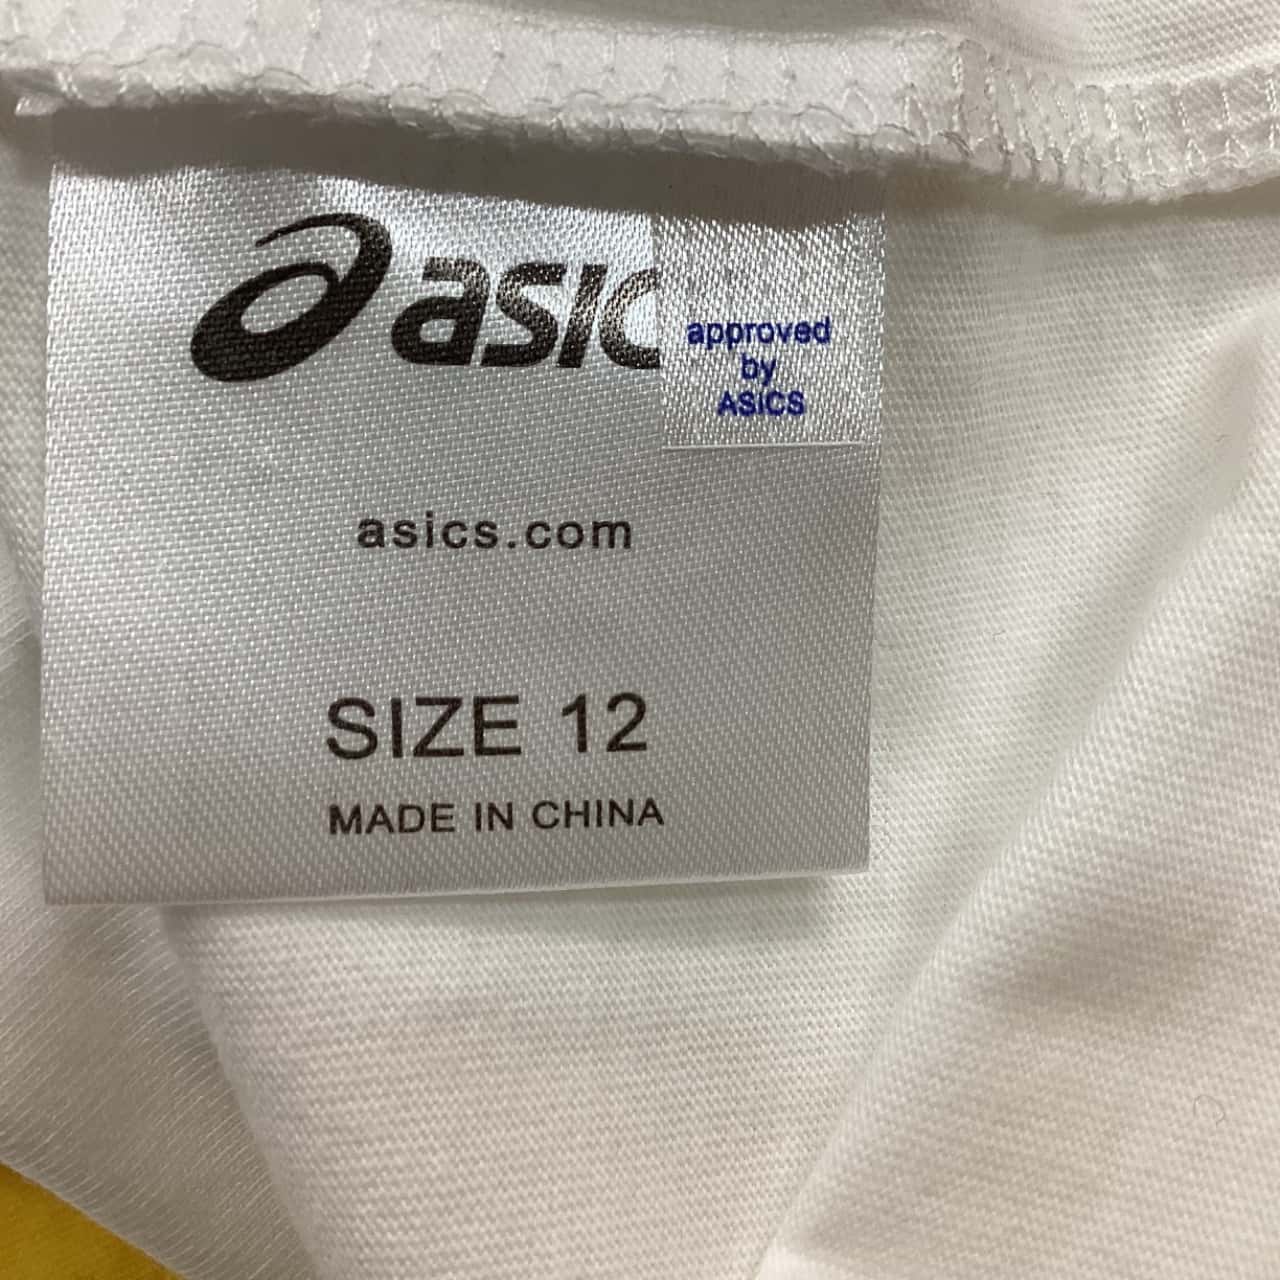 asic
approved
by
ASICS
asics.com
SIZE 12
MADE IN CHINA